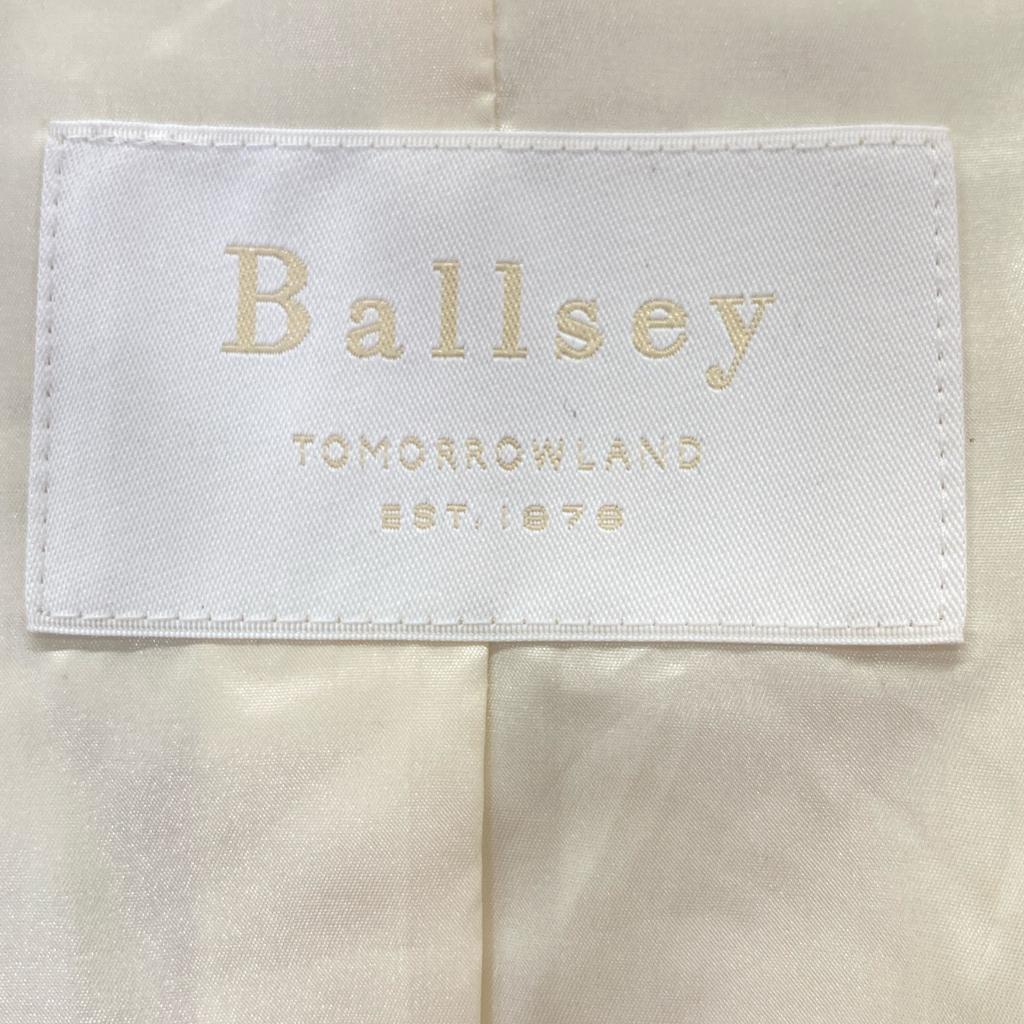 Ballsey
TOMORROWLAND
EST. 1978